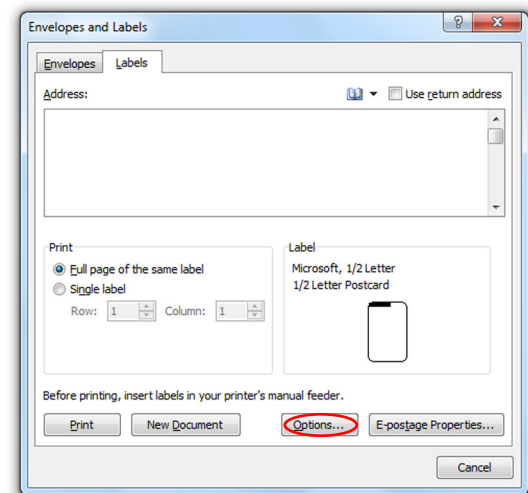 Envelopes and Labels
Envelopes Labels
Address: Use return address
Print Label
Full page of the same label Microsoft, 1/2 Letter
Single label 1/2 Letter Postcard
Row: 1 Column: 1
Before printing, insert labels in your printer's manual feeder.
Print New Document Options... E-postage Properties...
Cancel